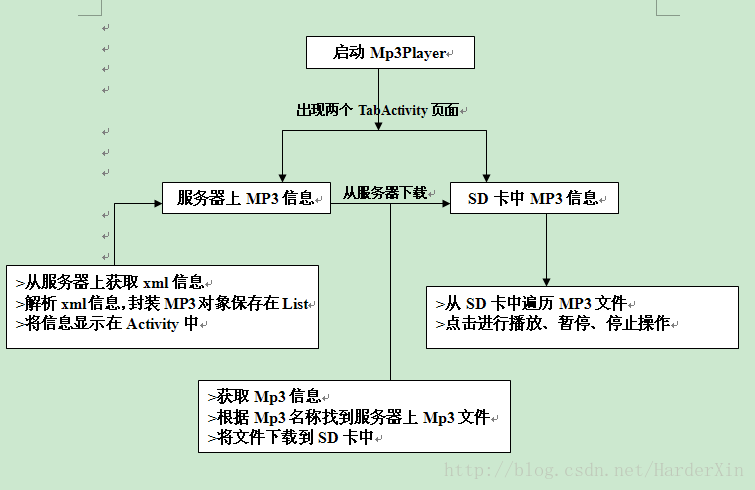 启动 Mp3Player
出现两个 TabActivity 页面
服务器上 MP3 信息
从服务器下载
SD 卡中 MP3 信息
>从服务器上获取 xml 信息
>解析 xml信息,封装 MP3 对象保存在 List
>将信息显示在 Activity 中
>从 SD 卡中遍历 MP3 文件
>点击进行播放、暂停、停止操作
>获取 Mp3 信息
>根据 Mp3 名称找到服务器上 Mp3 文件
>将文件下载到 SD 卡中
http://blog.csdn.net/HarderXin